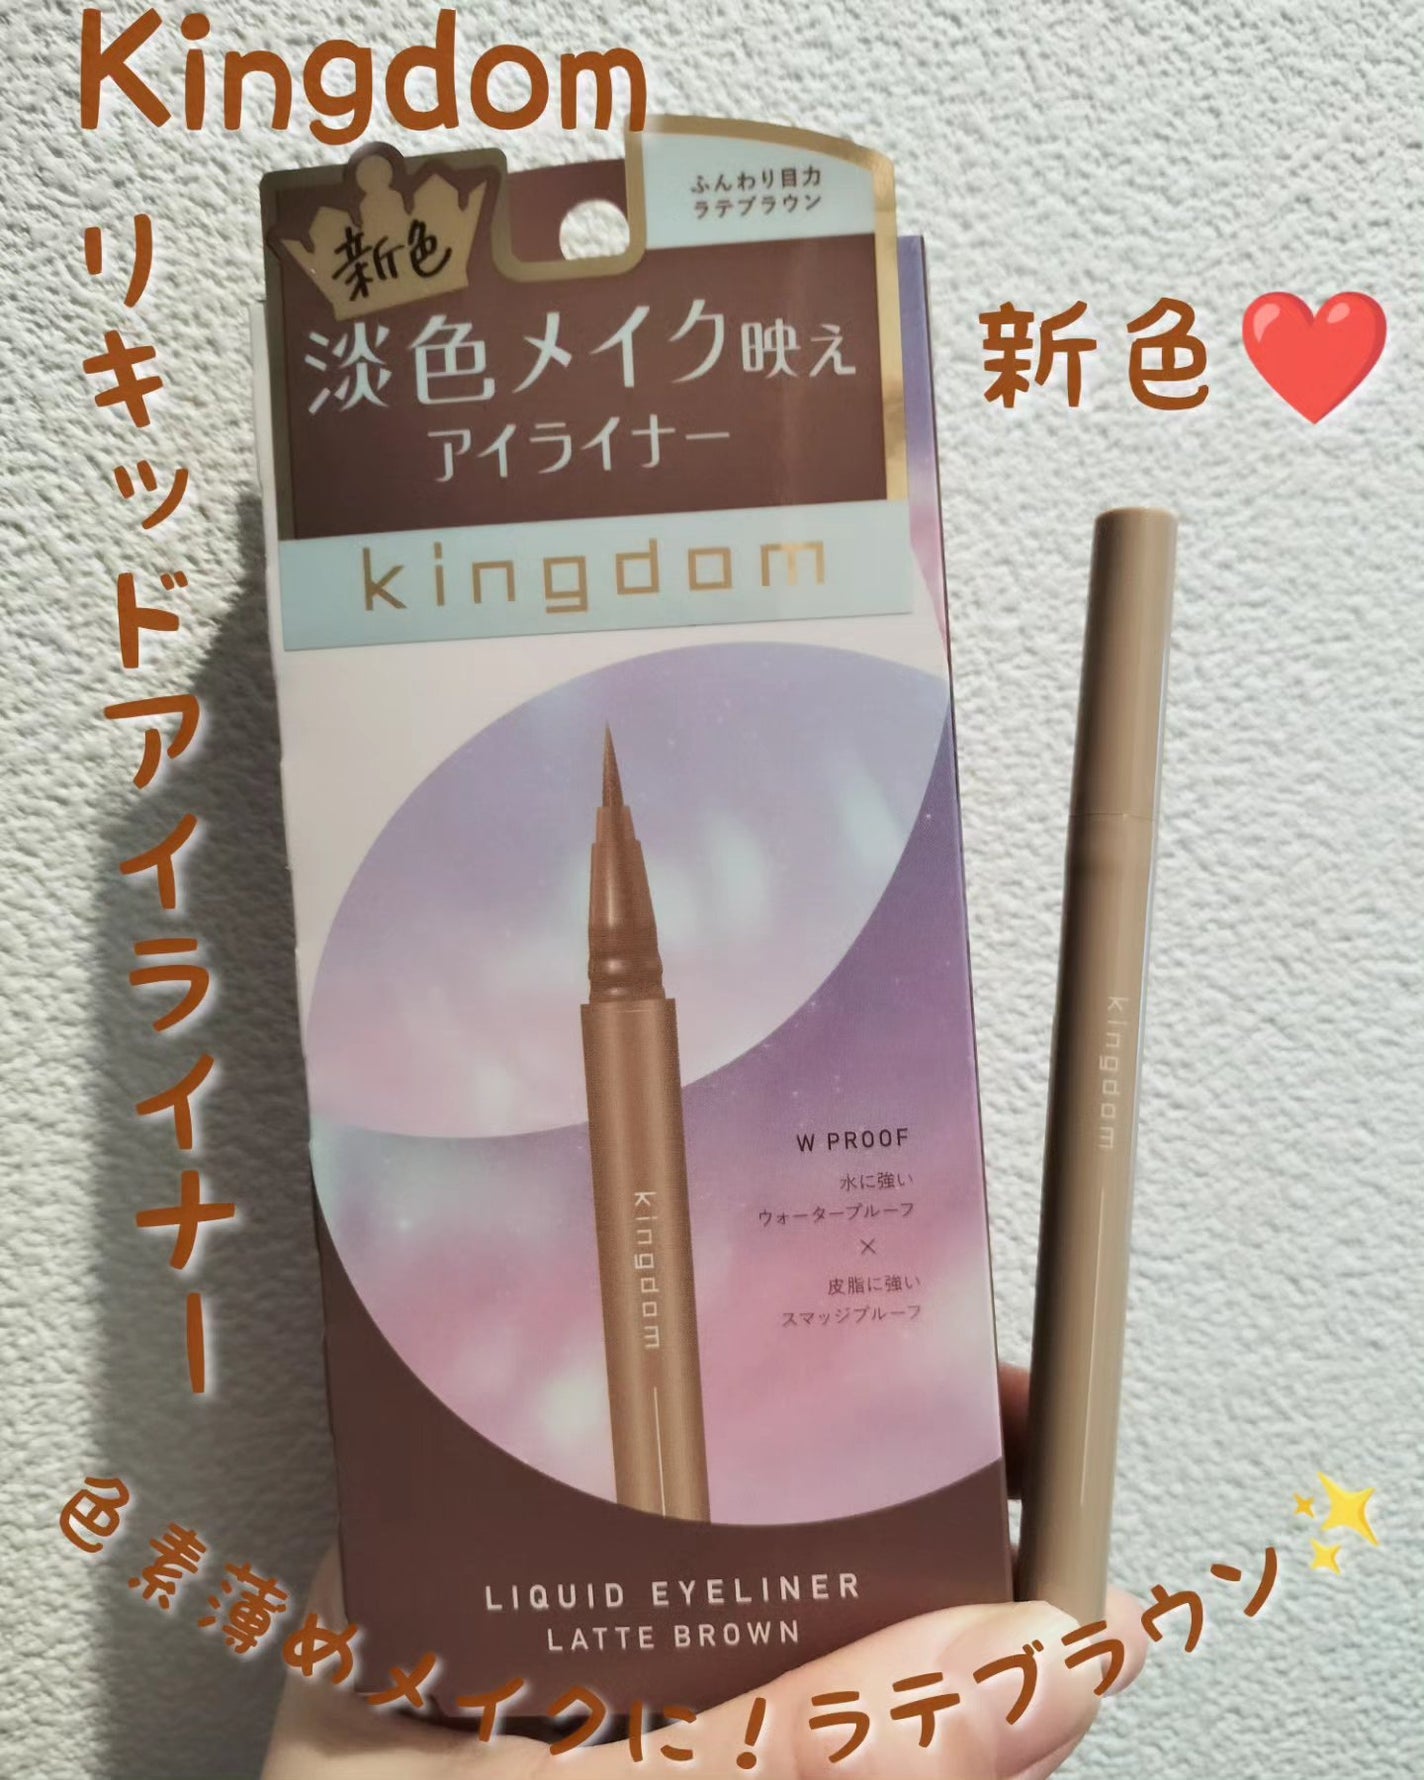 Kingdom
リキッドアイライナー
新色❤️
新色
ふんわり目力
ラテブラウン
淡色メイク映え
アイライナー
kingdom
kingdom
W PROOF
水に強い
ウォータープルーフ
×
皮脂に強い
スマッジプルーフ
LIQUID EYELINER
LATTE BROWN
kingdom
色素薄めメイクに！ラテブラウン✨